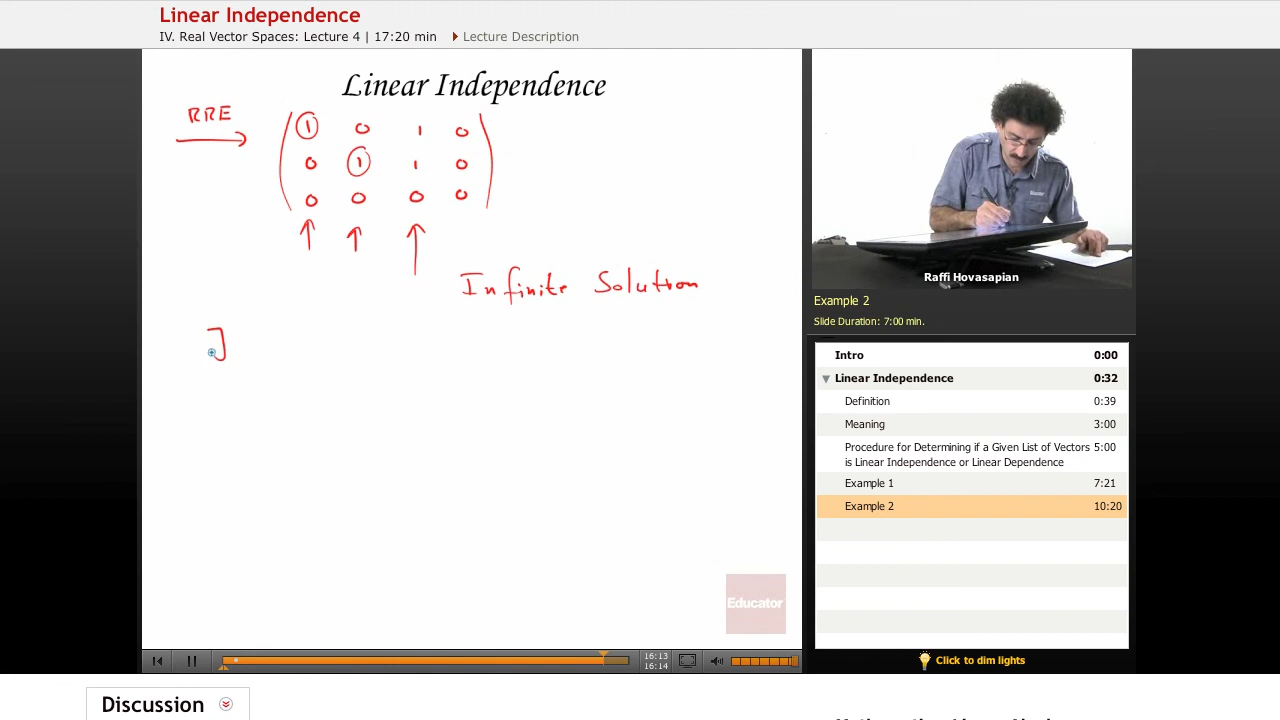 Linear Independence
IV. Real Vector Spaces: Lecture 4 | 17:20 min
Lecture Description
Linear Independence
RRE
1 0 1 0
0 1 1 0
0 0 0 0
Infinite Solution
Raffi Hovasapian
Example 2
Slide Duration: 7:00 min.
Intro 0:00
Linear Independence 0:32
Definition 0:39
Meaning 3:00
Procedure for Determining if a Given List of Vectors 5:00
is Linear Independence or Linear Dependence
Example 1 7:21
Example 2 10:20
Educator
16:13
16:14
Click to dim lights
Discussion